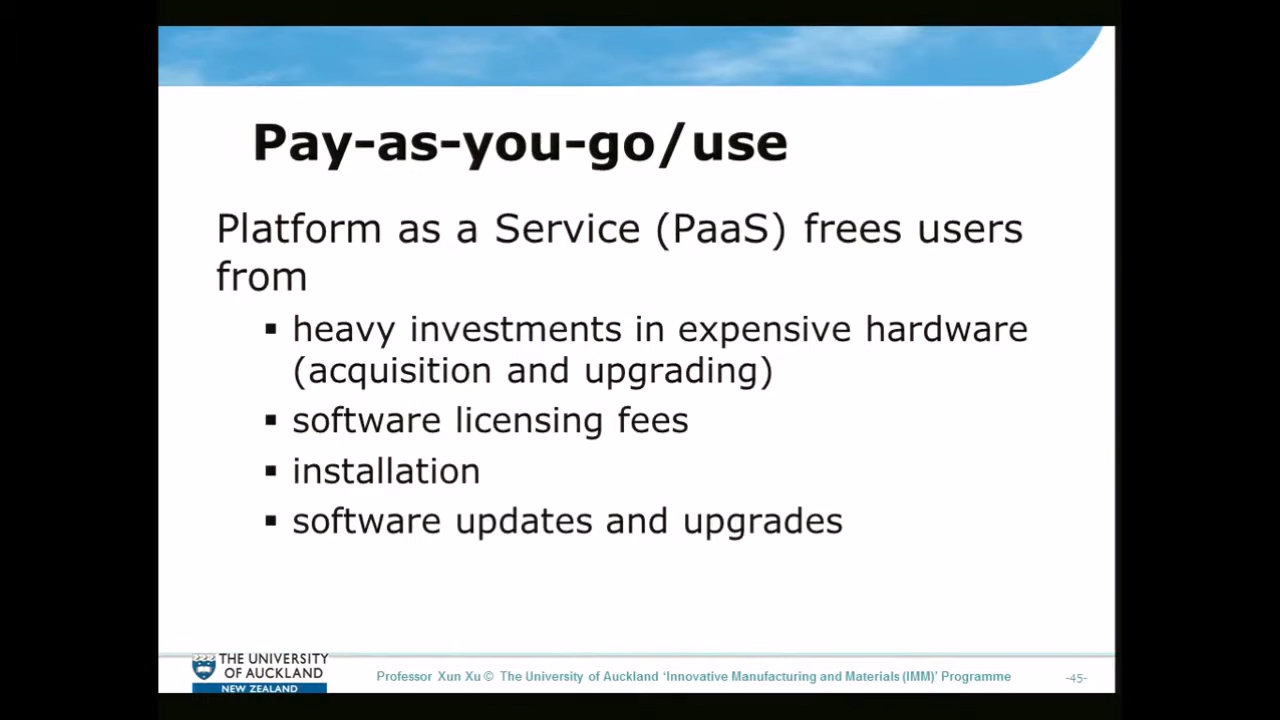 Pay-as-you-go/use
Platform as a Service (PaaS) frees users
from
▪ heavy investments in expensive hardware
(acquisition and upgrading)
▪ software licensing fees
▪ installation
▪ software updates and upgrades
THE UNIVERSITY
OF AUCKLAND
NEW ZEALAND
Professor Xun Xu © The University of Auckland ‘Innovative Manufacturing and Materials (IMM)’ Programme
-45-